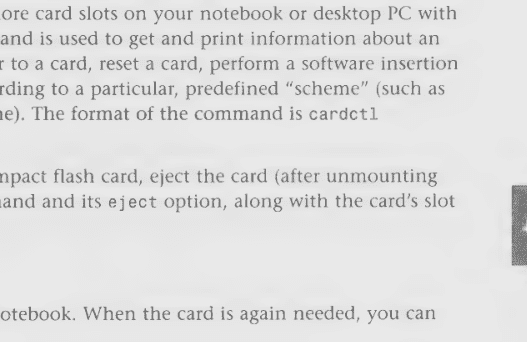 ore card slots on your notebook or desktop PC with
and is used to get and print information about an
r to a card, reset a card, perform a software insertion
rding to a particular, predefined “scheme” (such as
ne). The format of the command is cardctl
mpact flash card, eject the card (after unmounting
nand and its eject option, along with the card’s slot
otebook. When the card is again needed, you can